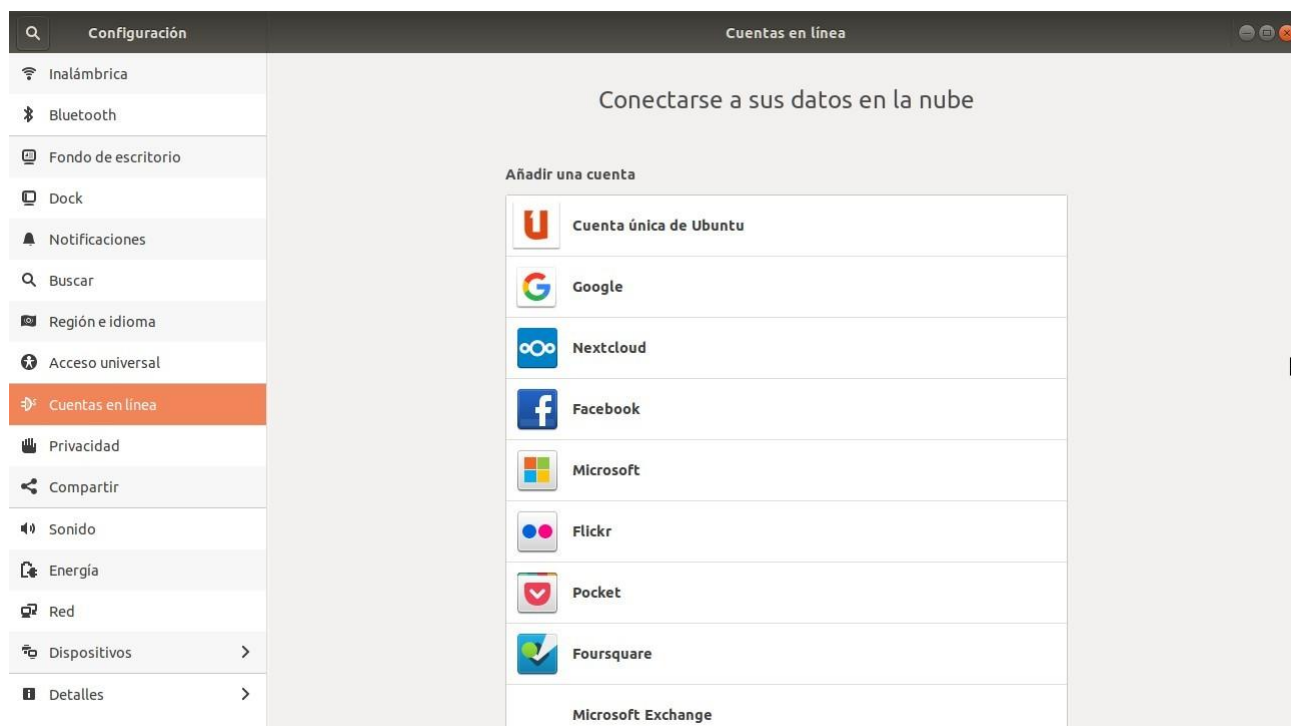 Configuración
Cuentas en línea
Inalámbrica
Bluetooth
Fondo de escritorio
Dock
Notificaciones
Buscar
Región e idioma
Acceso universal
Cuentas en línea
Privacidad
Compartir
Sonido
Energía
Red
Dispositivos
Detalles
Conectarse a sus datos en la nube
Añadir una cuenta
Cuenta única de Ubuntu
Google
Nextcloud
Facebook
Microsoft
Flickr
Pocket
Foursquare
Microsoft Exchange